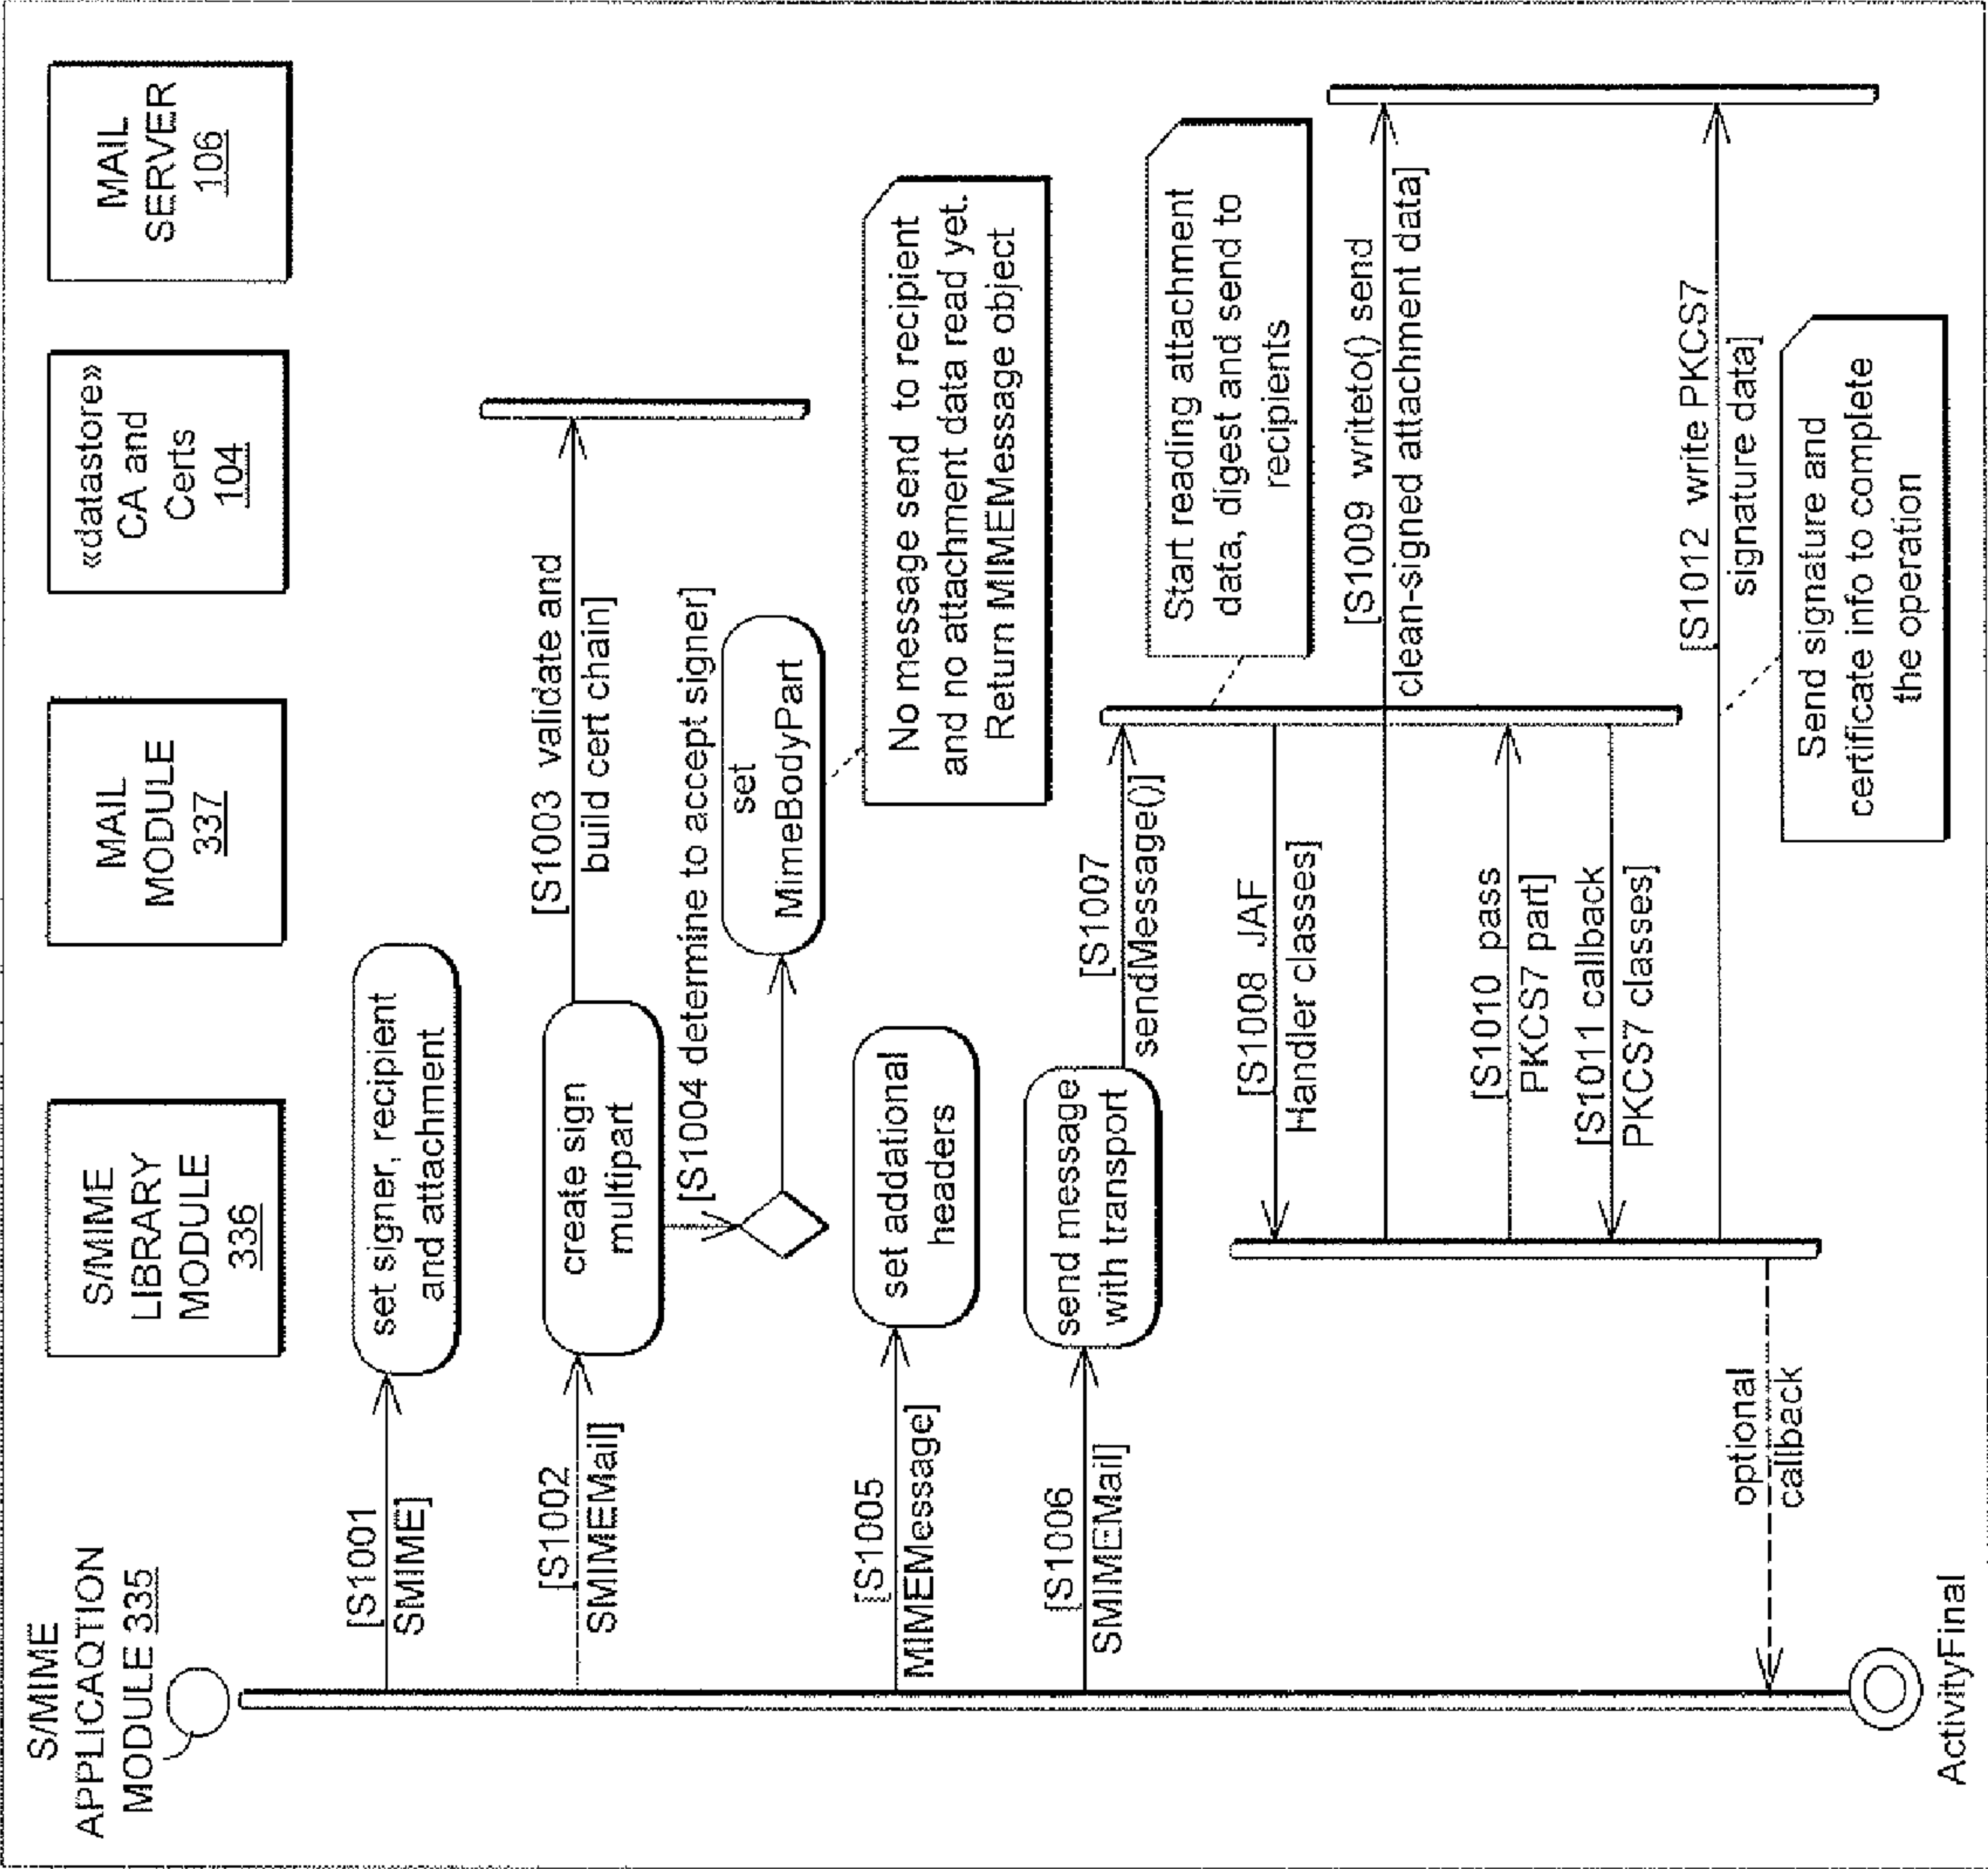 S/MIME
APPLICAQTION
MODULE 335
S/MIME
LIBRARY
MODULE
336
MAIL
MODULE
337
«datastore»
CA and
Certs
104
MAIL
SERVER
106
[S1001
SMIME]
set signer, recipient
and attachment
[S1002
SMIMEMail]
create sign
multipart
[S1003 validate and
build cert chain]
[S1004 determine to accept signer]
set
MimeBodyPart
No message send to recipient
and no attachment data read yet.
Return MIMEMessage object
[S1005
MIMEMessage]
set addational
headers
[S1006
SMIMEMail]
send message
with transport
[S1007
sendMessage()]
Start reading attachment
data, digest and send to
recipients
[S1008 JAF
Handler classes]
[S1009 writeto() send
clean-signed attachment data]
[S1010 pass
PKCS7 part]
[S1011 callback
PKCS7 classes]
[S1012 write PKCS7
signature data]
Send signature and
certificate info to complete
the operation
optional
callback
ActivityFinal